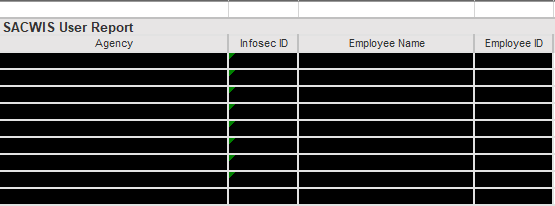 SACWIS User Report
Agency Infosec ID Employee Name Employee ID